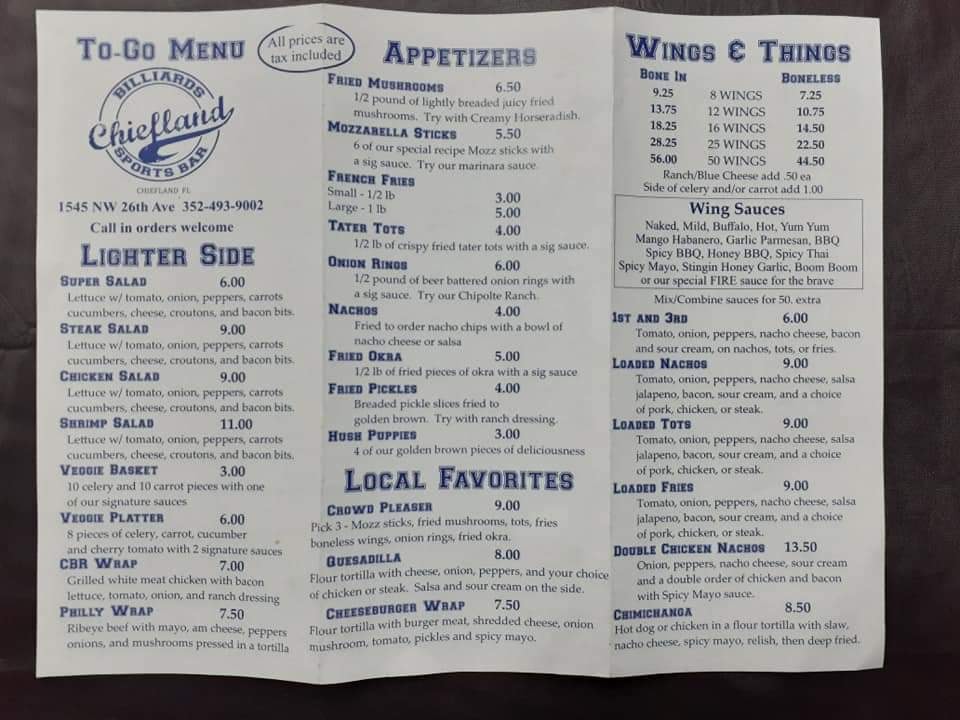 To-Go Menu
All prices are
tax included
BILLIARDS
Chiefland
SPORTS BAR
CHIEFLAND FL
1545 NW 26th Ave 352-493-9002
Call in orders welcome
Lighter Side
Super Salad 6.00
Lettuce w/ tomato, onion, peppers, carrots
cucumbers, cheese, croutons, and bacon bits.
Steak Salad 9.00
Lettuce w/ tomato, onion, peppers, carrots
cucumbers, cheese, croutons, and bacon bits.
Chicken Salad 9.00
Lettuce w/ tomato, onion, peppers, carrots
cucumbers, cheese, croutons, and bacon bits.
Shrimp Salad 11.00
Lettuce w/ tomato, onion, peppers, carrots
cucumbers, cheese, croutons, and bacon bits.
Veggie Basket 3.00
10 celery and 10 carrot pieces with one
of our signature sauces
Veggie Platter 6.00
8 pieces of celery, carrot, cucumber
and cherry tomato with 2 signature sauces
CBR Wrap 7.00
Grilled white meat chicken with bacon
lettuce, tomato, onion, and ranch dressing
Philly Wrap 7.50
Ribeye beef with mayo, am cheese, peppers
onions, and mushrooms pressed in a tortilla
Appetizers
Fried Mushrooms 6.50
1/2 pound of lightly breaded juicy fried
mushrooms. Try with Creamy Horseradish.
Mozzarella Sticks 5.50
6 of our special recipe Mozz sticks with
a sig sauce. Try our marinara sauce.
French Fries
Small - 1/2 lb 3.00
Large - 1 lb 5.00
Tater Tots 4.00
1/2 lb of crispy fried tater tots with a sig sauce.
Onion Rings 6.00
1/2 pound of beer battered onion rings with
a sig sauce. Try our Chipolte Ranch.
Nachos 4.00
Fried to order nacho chips with a bowl of
nacho cheese or salsa
Fried Okra 5.00
1/2 lb of fried pieces of okra with a sig sauce
Fried Pickles 4.00
Breaded pickle slices fried to
golden brown. Try with ranch dressing.
Hush Puppies 3.00
4 of our golden brown pieces of deliciousness
Local Favorites
Crowd Pleaser 9.00
Pick 3 - Mozz sticks, fried mushrooms, tots, fries
boneless wings, onion rings, fried okra.
Quesadilla 8.00
Flour tortilla with cheese, onion, peppers, and your choice
of chicken or steak. Salsa and sour cream on the side.
Cheeseburger Wrap 7.50
Flour tortilla with burger meat, shredded cheese, onion
mushroom, tomato, pickles and spicy mayo.
Wings & Things
Bone In Boneless
9.25 8 WINGS 7.25
13.75 12 WINGS 10.75
18.25 16 WINGS 14.50
28.25 25 WINGS 22.50
56.00 50 WINGS 44.50
Ranch/Blue Cheese add .50 ea
Side of celery and/or carrot add 1.00
Wing Sauces
Naked, Mild, Buffalo, Hot, Yum Yum
Mango Habanero, Garlic Parmesan, BBQ
Spicy BBQ, Honey BBQ, Spicy Thai
Spicy Mayo, Stingin Honey Garlic, Boom Boom
or our special FIRE sauce for the brave
Mix/Combine sauces for 50. extra
1st and 3rd 6.00
Tomato, onion, peppers, nacho cheese, bacon
and sour cream, on nachos, tots, or fries.
Loaded Nachos 9.00
Tomato, onion, peppers, nacho cheese, salsa
jalapeno, bacon, sour cream, and a choice
of pork, chicken, or steak.
Loaded Tots 9.00
Tomato, onion, peppers, nacho cheese, salsa
jalapeno, bacon, sour cream, and a choice
of pork, chicken, or steak.
Loaded Fries 9.00
Tomato, onion, peppers, nacho cheese, salsa
jalapeno, bacon, sour cream, and a choice
of pork, chicken, or steak.
Double Chicken Nachos 13.50
Onion, peppers, nacho cheese, sour cream
and a double order of chicken and bacon
with Spicy Mayo sauce.
Chimichanga 8.50
Hot dog or chicken in a flour tortilla with slaw,
nacho cheese, spicy mayo, relish, then deep fried.